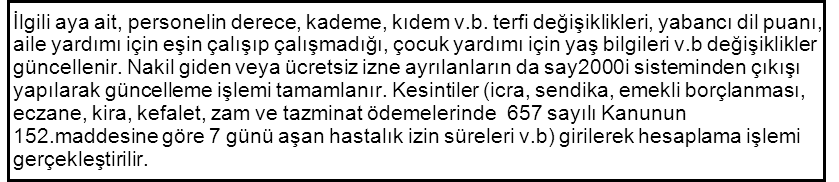 İlgili aya ait, personelin derece, kademe, kıdem v.b. terfi değişiklikleri, yabancı dil puanı,
aile yardımı için eşin çalışıp çalışmadığı, çocuk yardımı için yaş bilgileri v.b değişiklikler
güncellenir. Nakil giden veya ücretsiz izne ayrılanların da say2000i sisteminden çıkışı
yapılarak güncelleme işlemi tamamlanır. Kesintiler (icra, sendika, emekli borçlanması,
eczane, kira, kefalet, zam ve tazminat ödemelerinde  657 sayılı Kanunun
152.maddesine göre 7 günü aşan hastalık izin süreleri v.b) girilerek hesaplama işlemi
gerçekleştirilir.